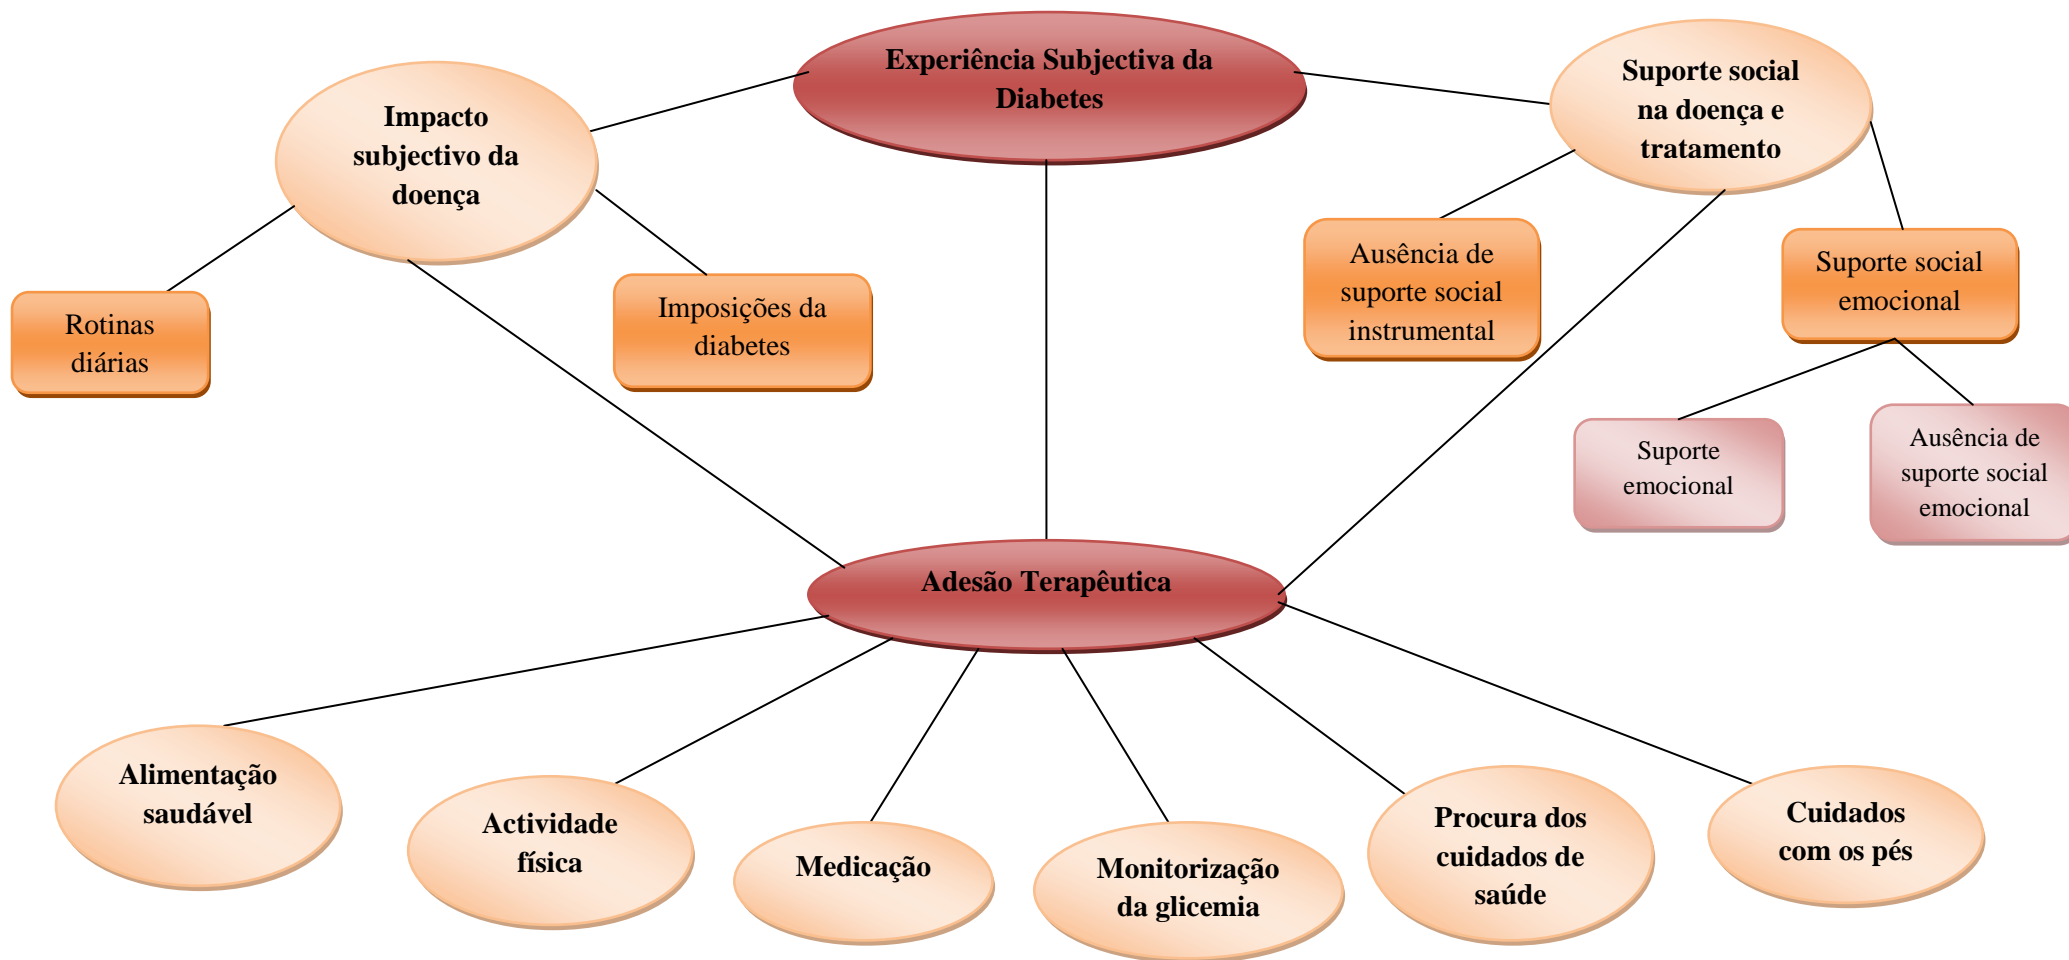 Experiência Subjectiva da
Diabetes
Impacto
subjectivo da
doença
Suporte social
na doença e
tratamento
Rotinas
diárias
Imposições da
diabetes
Ausência de
suporte social
instrumental
Suporte social
emocional
Suporte
emocional
Ausência de
suporte social
emocional
Adesão Terapêutica
Alimentação
saudável
Actividade
física
Medicação
Monitorização
da glicemia
Procura dos
cuidados de
saúde
Cuidados
com os pés